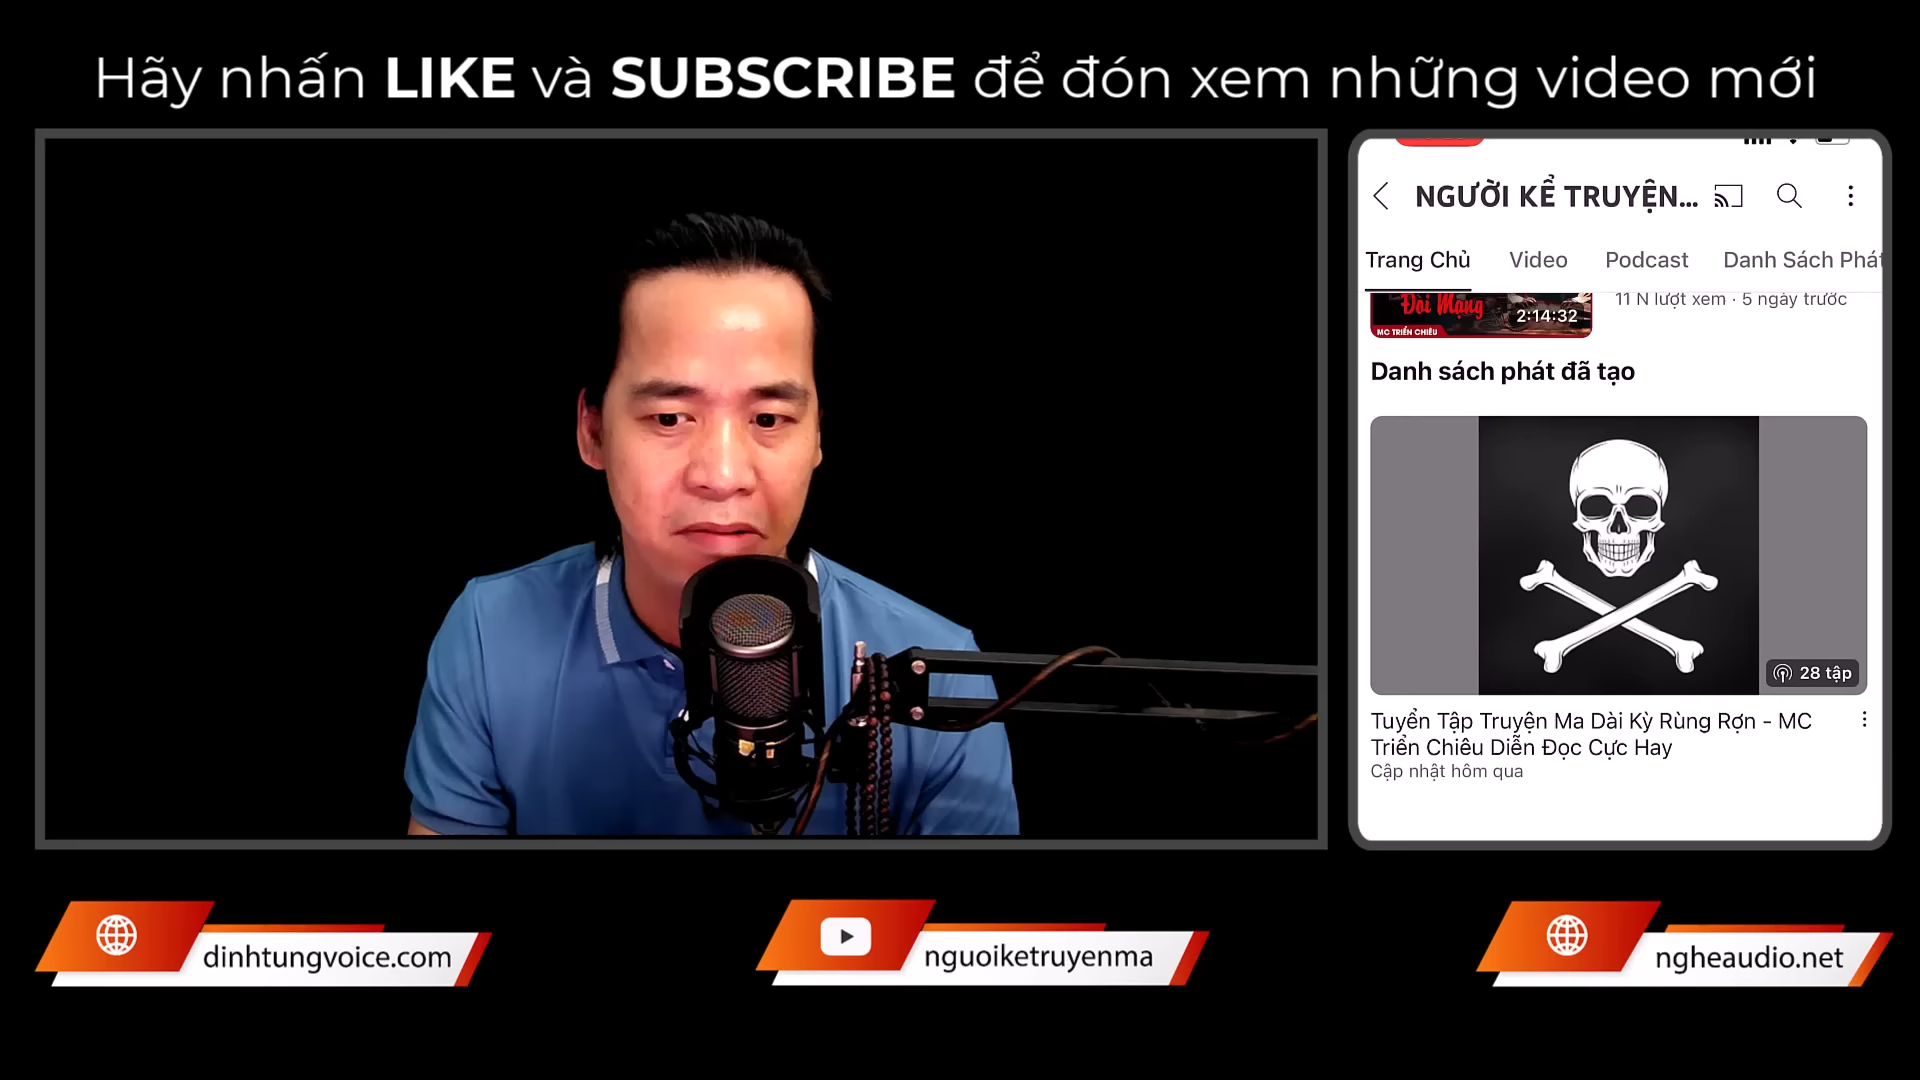 Hãy nhấn LIKE và SUBSCRIBE để đón xem những video mới
NGƯỜI KỂ TRUYỆN...
Trang Chủ Video Podcast Danh Sách Phát
Đòi Mạng
2:14:32
MC TRIỂN CHIÊU
11 N lượt xem · 5 ngày trước
Danh sách phát đã tạo
28 tập
Tuyển Tập Truyện Ma Dài Kỳ Rùng Rợn - MC
Triển Chiêu Diễn Đọc Cực Hay
Cập nhật hôm qua
dinhtungvoice.com
nguoiketruyenma
ngheaudio.net